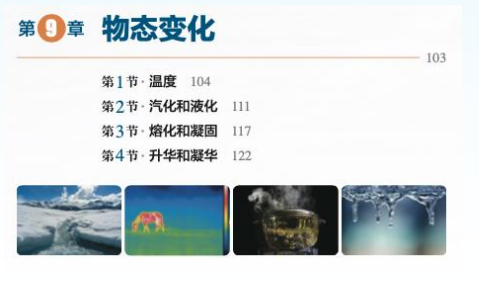 第9章 物态变化
103
第1节·温度 104
第2节·汽化和液化 111
第3节·熔化和凝固 117
第4节·升华和凝华 122